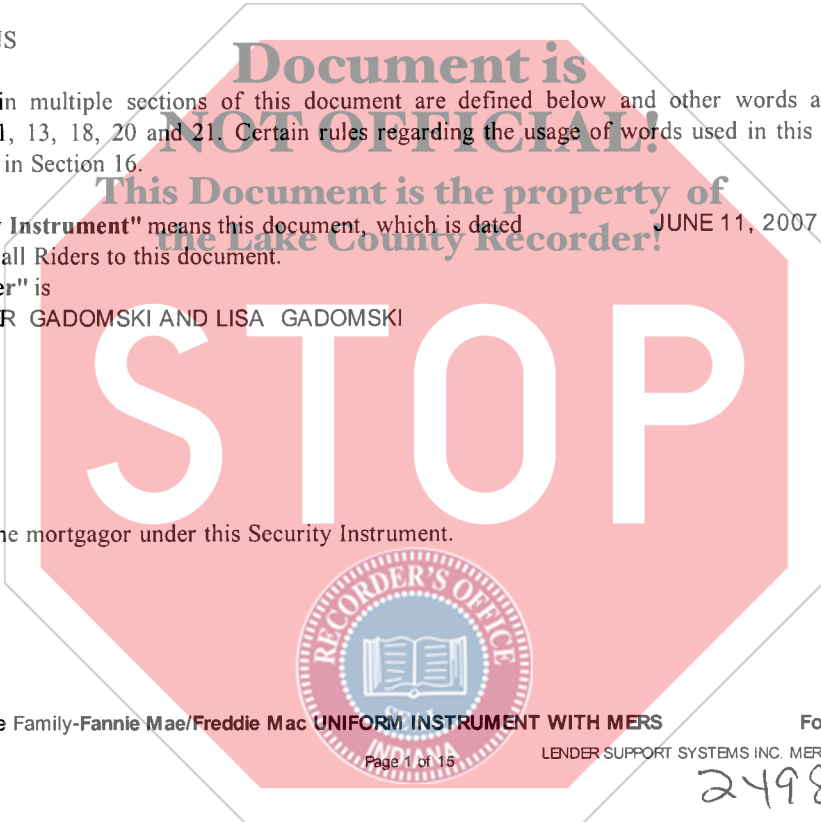 NS
Document is
in multiple sections of this document are defined below and other words a
1, 13, 18, 20 and 21. Certain rules regarding the usage of words used in this
NOT OFFICIAL!
in Section 16.
This Document is the property of
Instrument" means this document, which is dated JUNE 11, 2007
the Lake County Recorder!
all Riders to this document.
er" is
R GADOMSKI AND LISA GADOMSKI
STOP
he mortgagor under this Security Instrument.
RECORDER'S OFFICE
SEAL
INDIANA
e Family-Fannie Mae/Freddie Mac UNIFORM INSTRUMENT WITH MERS Fo
Page 1 of 15
LENDER SUPPORT SYSTEMS INC. MER
2498